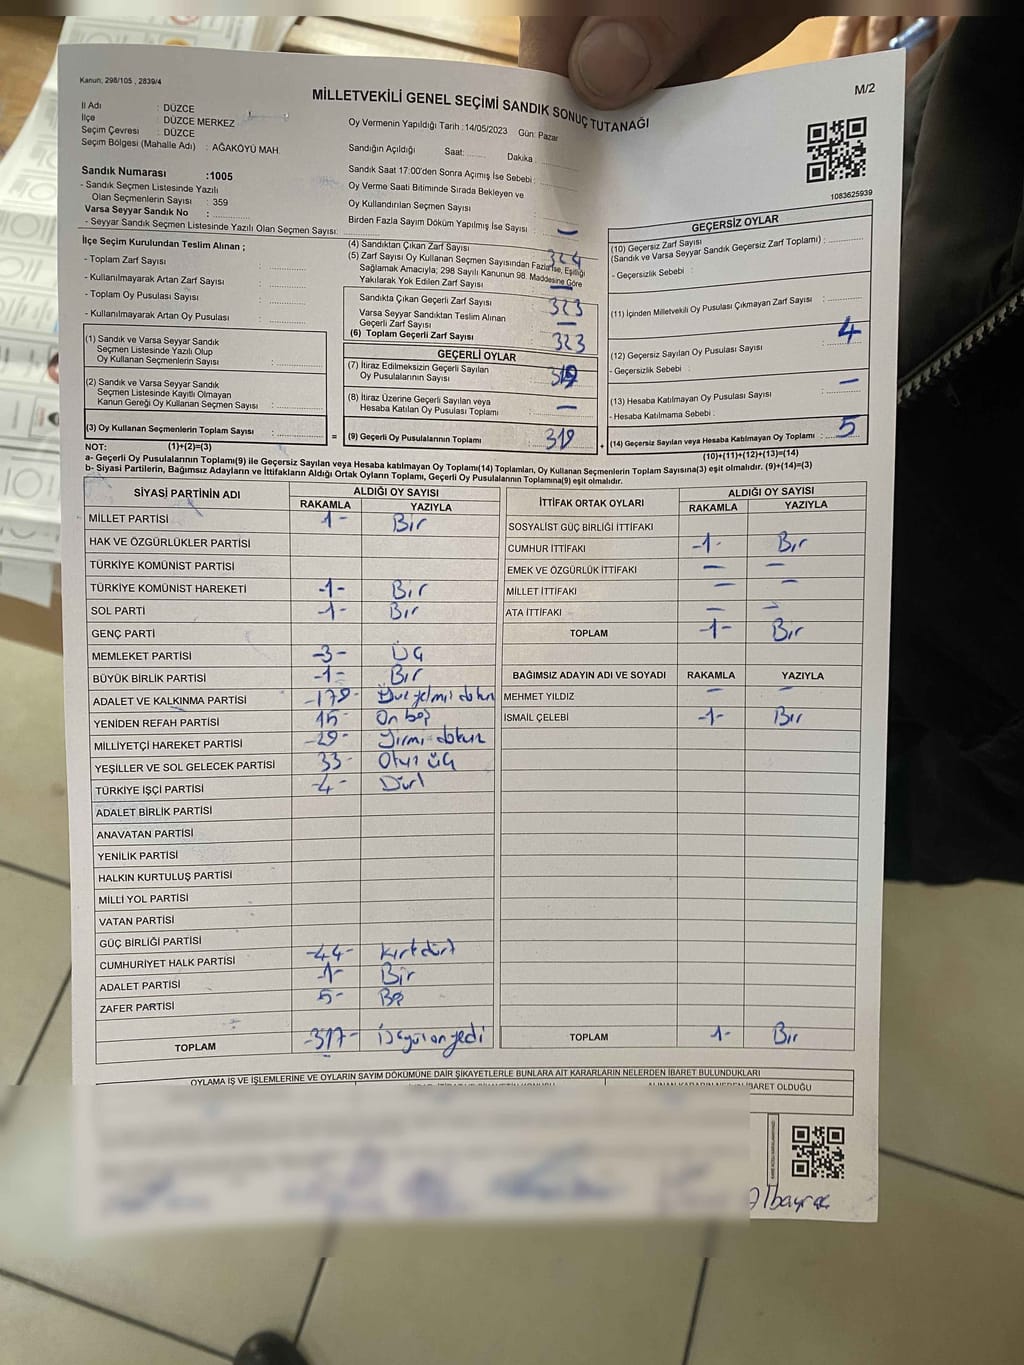 Kanun; 298/105 , 2839/4
MİLLETVEKİLİ GENEL SEÇİMİ SANDIK SONUÇ TUTANAĞI
M/2
İl Adı : DÜZCE
İlçe : DÜZCE MERKEZ
Seçim Çevresi : DÜZCE
Seçim Bölgesi (Mahalle Adı) : AĞAKÖYÜ MAH.
Sandık Numarası :1005
- Sandık Seçmen Listesinde Yazılı
Olan Seçmenlerin Sayısı : 359
Varsa Seyyar Sandık No :
- Seyyar Sandık Seçmen Listesinde Yazılı Olan Seçmen Sayısı:
Oy Vermenin Yapıldığı Tarih :14/05/2023 Gün: Pazar
Sandığın Açıldığı Saat: Dakika
Sandık Saat 17:00'den Sonra Açımış İse Sebebi :
Oy Verme Saati Bitiminde Sırada Bekleyen ve
Oy Kullandırılan Seçmen Sayısı :
Birden Fazla Sayım Döküm Yapılmış İse Sayısı : –
1083625939
İlçe Seçim Kurulundan Teslim Alınan ;
- Toplam Zarf Sayısı :
- Kullanılmayarak Artan Zarf Sayısı :
- Toplam Oy Pusulası Sayısı :
- Kullanılmayarak Artan Oy Pusulası :
(1) Sandık ve Varsa Seyyar Sandık
Seçmen Listesinde Yazılı Olup
Oy Kullanan Seçmenlerin Sayısı :
(2) Sandık ve Varsa Seyyar Sandık
Seçmen Listesinde Kayıtlı Olmayan
Kanun Gereği Oy Kullanan Seçmen Sayısı :
(3) Oy Kullanan Seçmenlerin Toplam Sayısı :
(4) Sandıktan Çıkan Zarf Sayısı 324
(5) Zarf Sayısı Oy Kullanan Seçmen Sayısından Fazla İse, Eşitliği
Sağlamak Amacıyla; 298 Sayılı Kanunun 98. Maddesine Göre
Yakılarak Yok Edilen Zarf Sayısı –
Sandıkta Çıkan Geçerli Zarf Sayısı 323
Varsa Seyyar Sandıktan Teslim Alınan
Geçerli Zarf Sayısı –
(6) Toplam Geçerli Zarf Sayısı 323
GEÇERLİ OYLAR
(7) İtiraz Edilmeksizin Geçerli Sayılan
Oy Pusulalarının Sayısı
(8) İtiraz Üzerine Geçerli Sayılan veya
Hesaba Katılan Oy Pusulası Toplamı –
= (9) Geçerli Oy Pusulalarının Toplamı 319
GEÇERSİZ OYLAR
(10) Geçersiz Zarf Sayısı
(Sandık ve Varsa Seyyar Sandık Geçersiz Zarf Toplamı) :
- Geçersizlik Sebebi :
(11) İçinden Milletvekili Oy Pusulası Çıkmayan Zarf Sayısı :
(12) Geçersiz Sayılan Oy Pusulası Sayısı : 4
- Geçersizlik Sebebi :
(13) Hesaba Katılmayan Oy Pusulası Sayısı : –
- Hesaba Katılmama Sebebi :
+ (14) Geçersiz Sayılan veya Hesaba Katılmayan Oy Toplamı : 5
NOT: (1)+(2)=(3) (10)+(11)+(12)+(13)=(14)
a- Geçerli Oy Pusulalarının Toplamı(9) ile Geçersiz Sayılan veya Hesaba katılmayan Oy Toplamı(14) Toplamları, Oy Kullanan Seçmenlerin Toplam Sayısına(3) eşit olmalıdır. (9)+(14)=(3)
b- Siyasi Partilerin, Bağımsız Adayların ve İttifakların Aldığı Ortak Oyların Toplamı, Geçerli Oy Pusulalarının Toplamına(9) eşit olmalıdır.
SİYASİ PARTİNİN ADI ALDIĞI OY SAYISI
RAKAMLA YAZIYLA
MİLLET PARTİSİ 1- Bir
HAK VE ÖZGÜRLÜKLER PARTİSİ
TÜRKİYE KOMÜNİST PARTİSİ
TÜRKİYE KOMÜNİST HAREKETİ -1- Bir
SOL PARTİ -1- Bir
GENÇ PARTİ
MEMLEKET PARTİSİ -3- Üç
BÜYÜK BİRLİK PARTİSİ -1- Bir
ADALET VE KALKINMA PARTİSİ -179-
YENİDEN REFAH PARTİSİ 15- On beş
MİLLİYETÇİ HAREKET PARTİSİ -29- Yirmi dokuz
YEŞİLLER VE SOL GELECEK PARTİSİ 33- Otuz üç
TÜRKİYE İŞÇİ PARTİSİ -4- Dört
ADALET BİRLİK PARTİSİ
ANAVATAN PARTİSİ
YENİLİK PARTİSİ
HALKIN KURTULUŞ PARTİSİ
MİLLİ YOL PARTİSİ
VATAN PARTİSİ
GÜÇ BİRLİĞİ PARTİSİ
CUMHURİYET HALK PARTİSİ -44- kırk dört
ADALET PARTİSİ -1- Bir
ZAFER PARTİSİ 5- Beş
TOPLAM -317- üç yüz on yedi
İTTİFAK ORTAK OYLARI ALDIĞI OY SAYISI
RAKAMLA YAZIYLA
SOSYALİST GÜÇ BİRLİĞİ İTTİFAKI
CUMHUR İTTİFAKI -1- Bir
EMEK VE ÖZGÜRLÜK İTTİFAKI – –
MİLLET İTTİFAKI – –
ATA İTTİFAKI – –
TOPLAM -1- Bir
BAĞIMSIZ ADAYIN ADI VE SOYADI RAKAMLA YAZIYLA
MEHMET YILDIZ – –
İSMAİL ÇELEBİ -1- Bir
TOPLAM 1- Bir
OYLAMA İŞ VE İŞLEMLERİNE VE OYLARIN SAYIM DÖKÜMÜNE DAİR ŞİKAYETLERLE BUNLARA AİT KARARLARIN NELERDEN İBARET BULUNDUKLARI
İBARET OLDUĞU